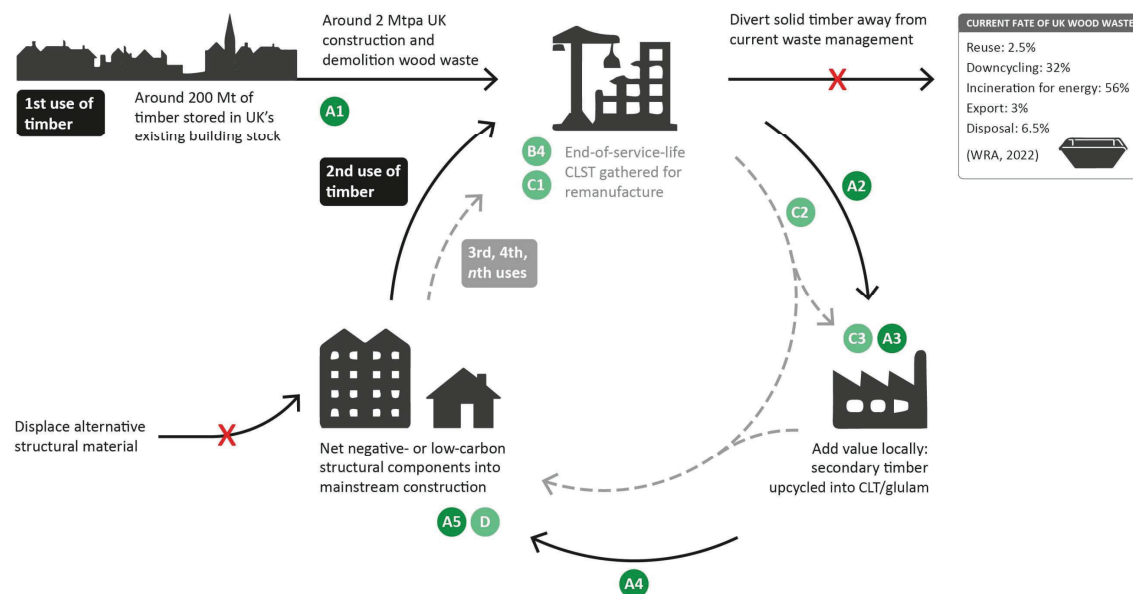 Around 2 Mtpa UK
construction and
demolition wood waste
Divert solid timber away from
current waste management
CURRENT FATE OF UK WOOD WASTE
Reuse: 2.5%
Downcycling: 32%
Incineration for energy: 56%
Export: 3%
Disposal: 6.5%
(WRA, 2022)
1st use of
timber
Around 200 Mt of
timber stored in UK's
existing building stock
A1
X
2nd use of
timber
B4
C1
End-of-service-life
CLST gathered for
remanufacture
A2
C2
3rd, 4th,
nth uses
C3
A3
Displace alternative
structural material
X
Net negative- or low-carbon
structural components into
mainstream construction
Add value locally:
secondary timber
upcycled into CLT/glulam
A5
D
A4